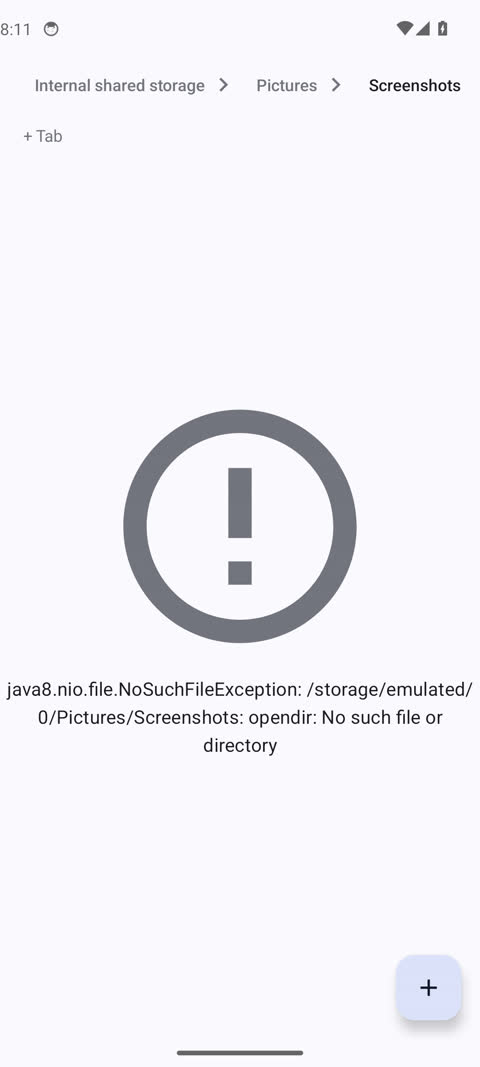 8:11
Internal shared storage Pictures Screenshots
+ Tab
java8.nio.file.NoSuchFileException: /storage/emulated/
0/Pictures/Screenshots: opendir: No such file or
directory
+